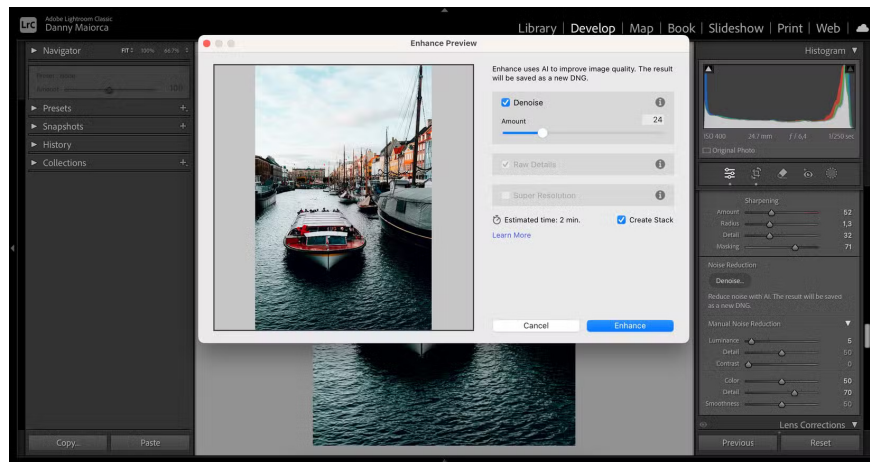 LrC
Adobe Lightroom Classic
Danny Maiorca
Library | Develop | Map | Book | Slideshow | Print | Web |
Navigator
FIT
100%
66.7%
100
Presets
Snapshots
History
Collections
Copy...
Paste
Enhance Preview
Enhance uses AI to improve image quality. The result
will be saved as a new DNG.
Denoise
Amount
24
Raw Details
Super Resolution
Estimated time: 2 min.
Create Stack
Learn More
Cancel
Enhance
Histogram
ISO 400 24.7 mm f / 6,4 1/250 sec
Original Photo
Sharpening
Amount 52
Radius 1,3
Detail 32
Masking 71
Noise Reduction
Denoise...
Reduce noise with AI. The result will be saved
as a new DNG.
Manual Noise Reduction
Luminance 6
Detail 50
Contrast 0
Color 50
Detail 70
Smoothness 50
Lens Corrections
Previous
Reset